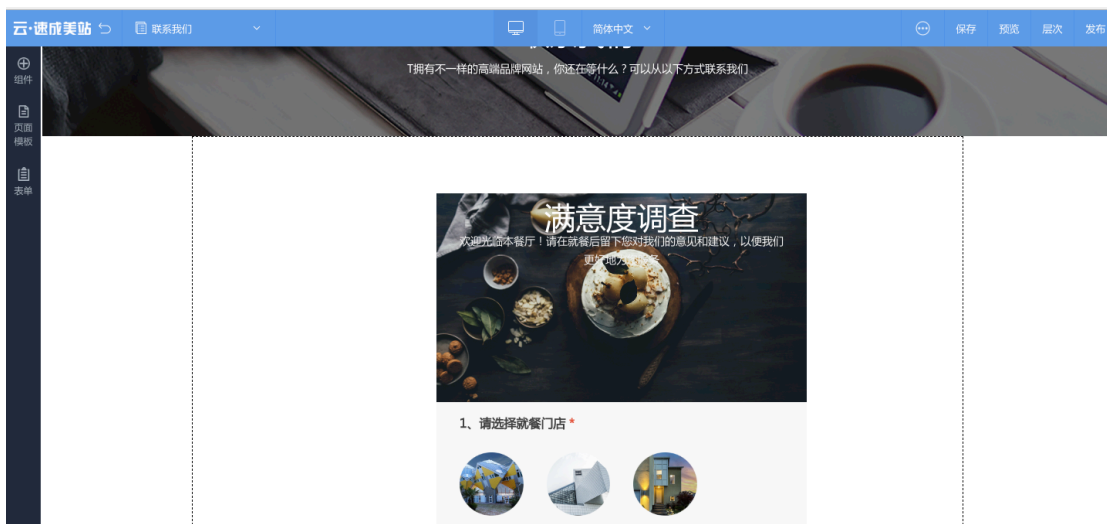 云·速成美站
联系我们
简体中文
保存
预览
层次
发布
组件
页面
模板
表单
T拥有不一样的高端品牌网站，你还在等什么？可以从以下方式联系我们
满意度调查
欢迎光临本餐厅！请在就餐后留下您对我们的意见和建议，以便我们
1、请选择就餐门店 *